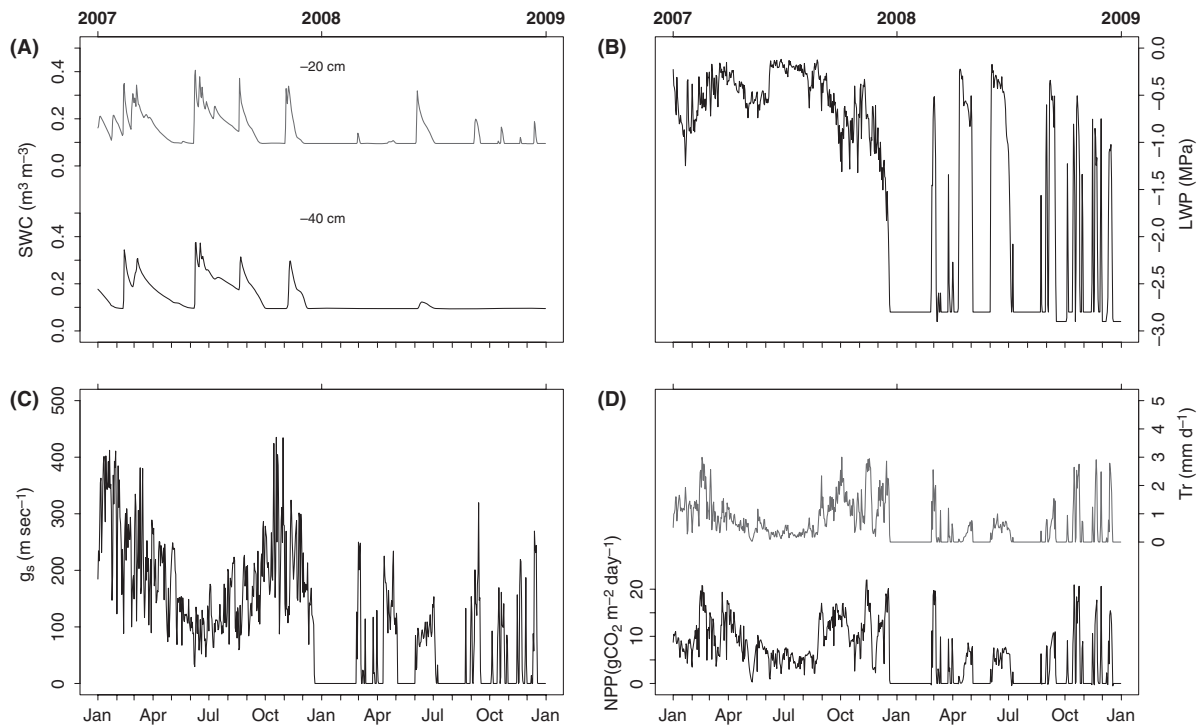 2007 2008 2009
2007 2008 2009
(A)
SWC (m³ m⁻³)
0.4
0.2
0.0
0.4
0.2
0.0
−20 cm
−40 cm
(B)
0.0
−0.5
−1.0
−1.5
−2.0
−2.5
−3.0
LWP (MPa)
(C)
gₛ (m sec⁻¹)
500
400
300
200
100
0
Jan Apr Jul Oct Jan Apr Jul Oct Jan
(D)
5
4
3
2
1
0
Tr (mm d⁻¹)
NPP(gCO₂ m⁻² day⁻¹)
20
10
0
Jan Apr Jul Oct Jan Apr Jul Oct Jan